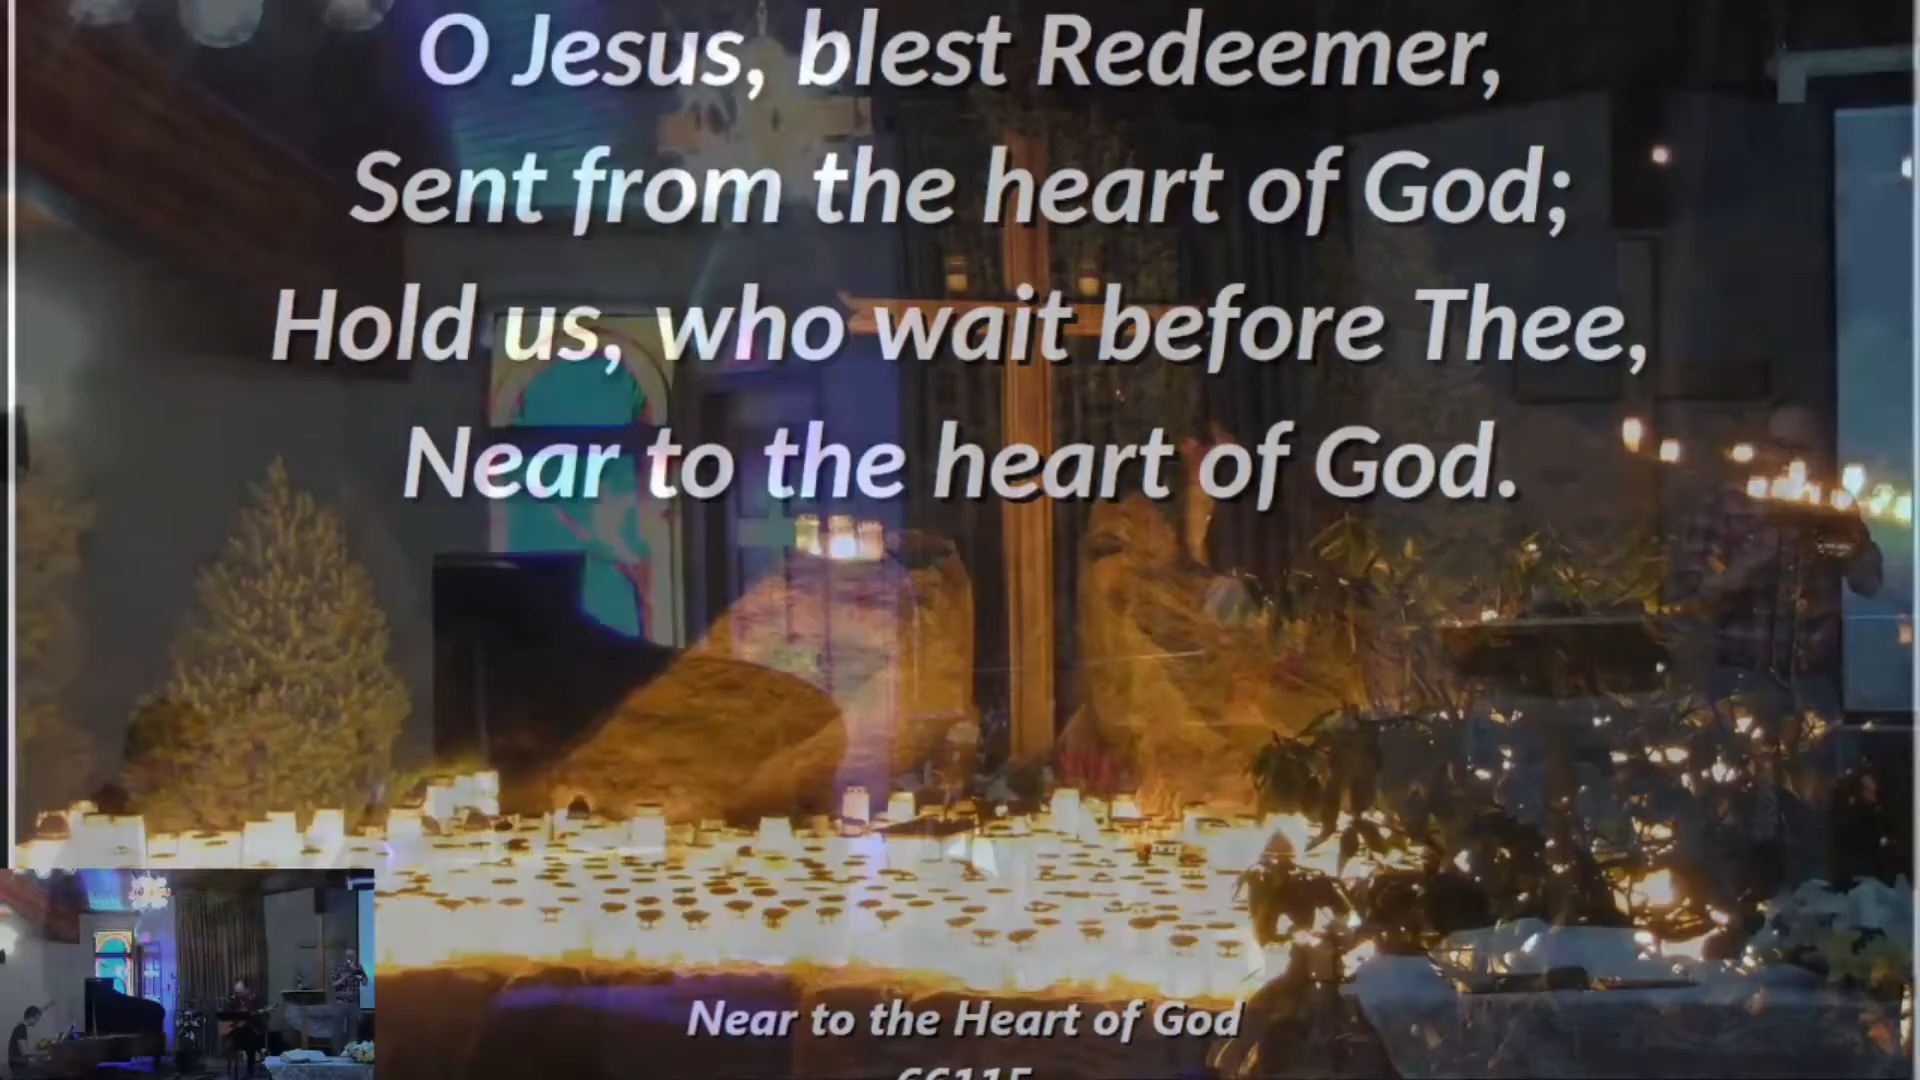 O Jesus, blest Redeemer,
Sent from the heart of God;
Hold us, who wait before Thee,
Near to the heart of God.
Near to the Heart of God